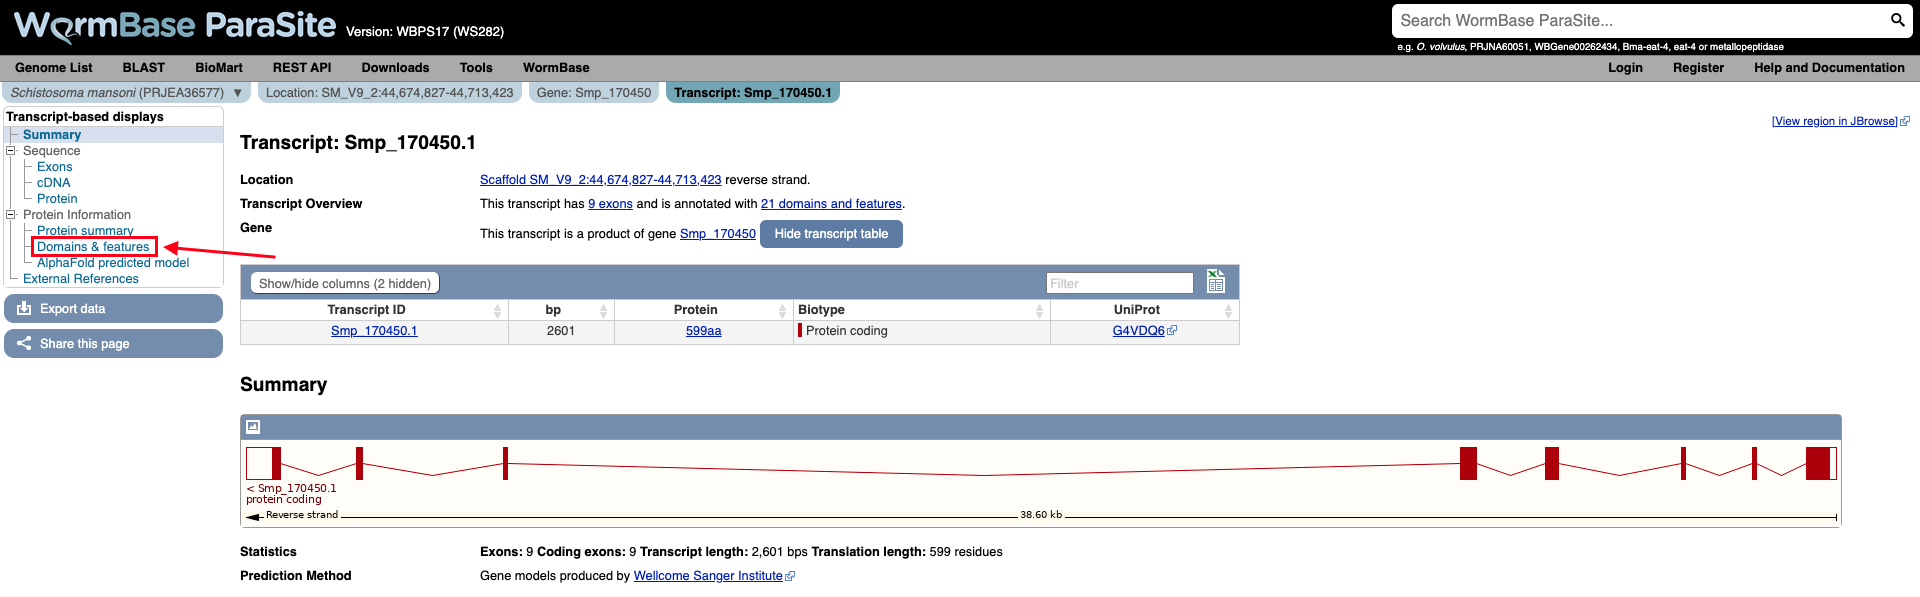 WormBase ParaSite Version: WBPS17 (WS282)
Search WormBase ParaSite...
e.g. O. volvulus, PRJNA60051, WBGene00262434, Bma-eat-4, eat-4 or metallopeptidase
Genome List BLAST BioMart REST API Downloads Tools WormBase Login Register Help and Documentation
Schistosoma mansoni (PRJEA36577) ▼ Location: SM_V9_2:44,674,827-44,713,423 Gene: Smp_170450 Transcript: Smp_170450.1
Transcript-based displays
Summary
Sequence
Exons
cDNA
Protein
Protein Information
Protein summary
Domains & features
AlphaFold predicted model
External References
Export data
Share this page
[View region in JBrowse]
Transcript: Smp_170450.1
Location Scaffold SM_V9_2:44,674,827-44,713,423 reverse strand.
Transcript Overview This transcript has 9 exons and is annotated with 21 domains and features.
Gene This transcript is a product of gene Smp_170450 Hide transcript table
Show/hide columns (2 hidden) Filter
Transcript ID bp Protein Biotype UniProt
Smp_170450.1 2601 599aa Protein coding G4VDQ6
Summary
< Smp_170450.1
protein coding
Reverse strand 38.60 kb
Statistics Exons: 9 Coding exons: 9 Transcript length: 2,601 bps Translation length: 599 residues
Prediction Method Gene models produced by Wellcome Sanger Institute